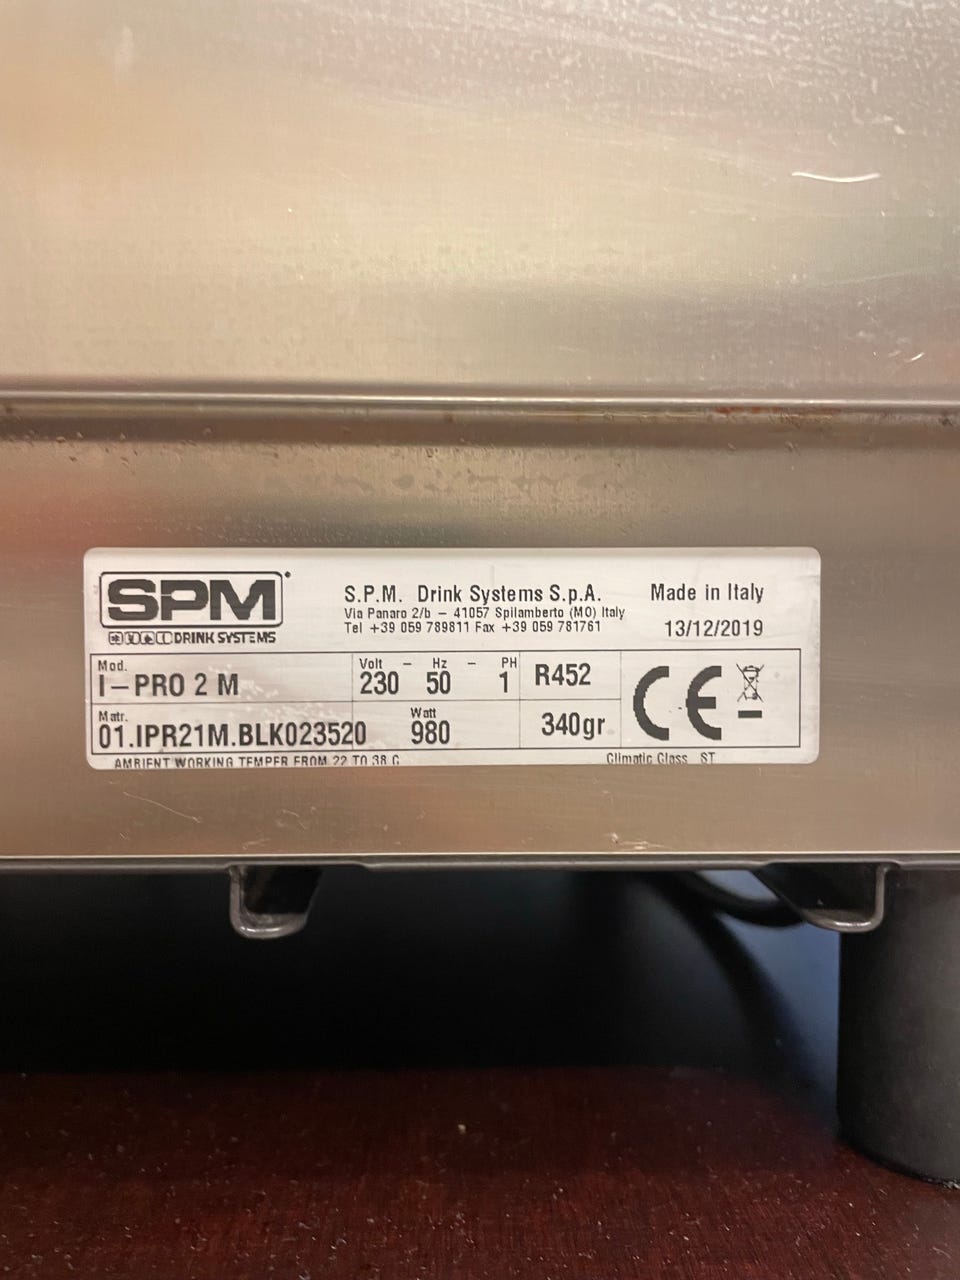 SPM
DRINK SYSTEMS
S.P.M. Drink Systems S.p.A.
Via Panaro 2/b – 41057 Spilamberto (MO) Italy
Tel +39 059 789811 Fax +39 059 781761
Made in Italy
13/12/2019
Mod.
I-PRO 2 M
Volt - Hz - PH
230 50 1
R452
Matr.
01.IPR21M.BLK023520
Watt
980
340gr
CE
AMBIENT WORKING TEMPER FROM 22 TO 38 C
Climatic Class ST